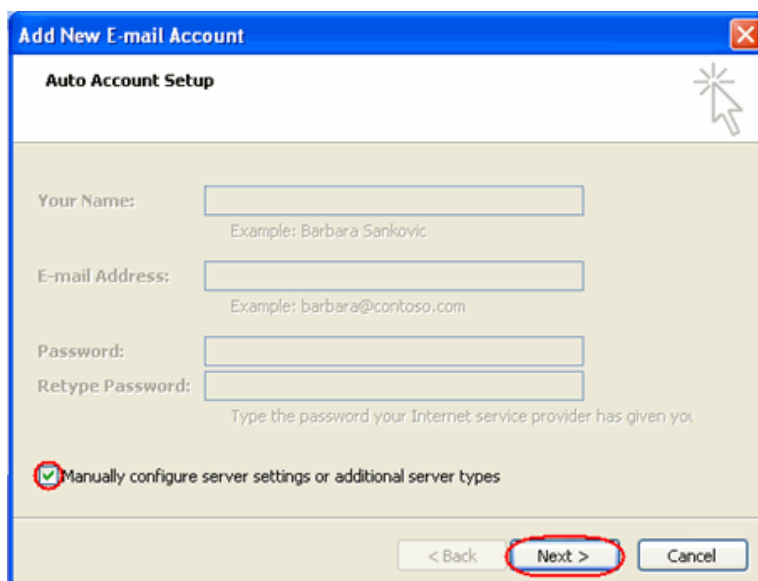 Add New E-mail Account
Auto Account Setup
Your Name:
Example: Barbara Sankovic
E-mail Address:
Example: barbara@contoso.com
Password:
Retype Password:
Type the password your Internet service provider has given you
Manually configure server settings or additional server types
< Back Next > Cancel